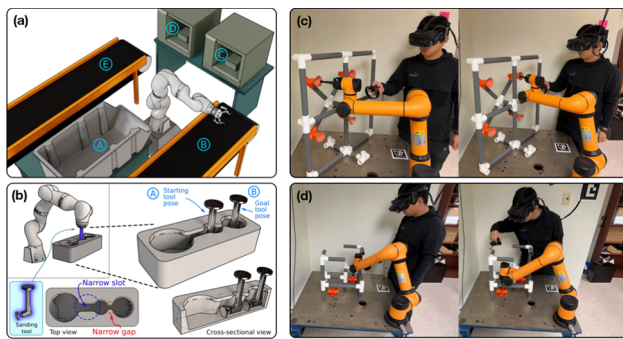 (a)
D
C
E
A
B
(b)
A
Starting
tool
pose
B
Goal
tool
pose
Narrow slot
Sanding
tool
Top view
Narrow gap
Cross-sectional view
(c)
(d)